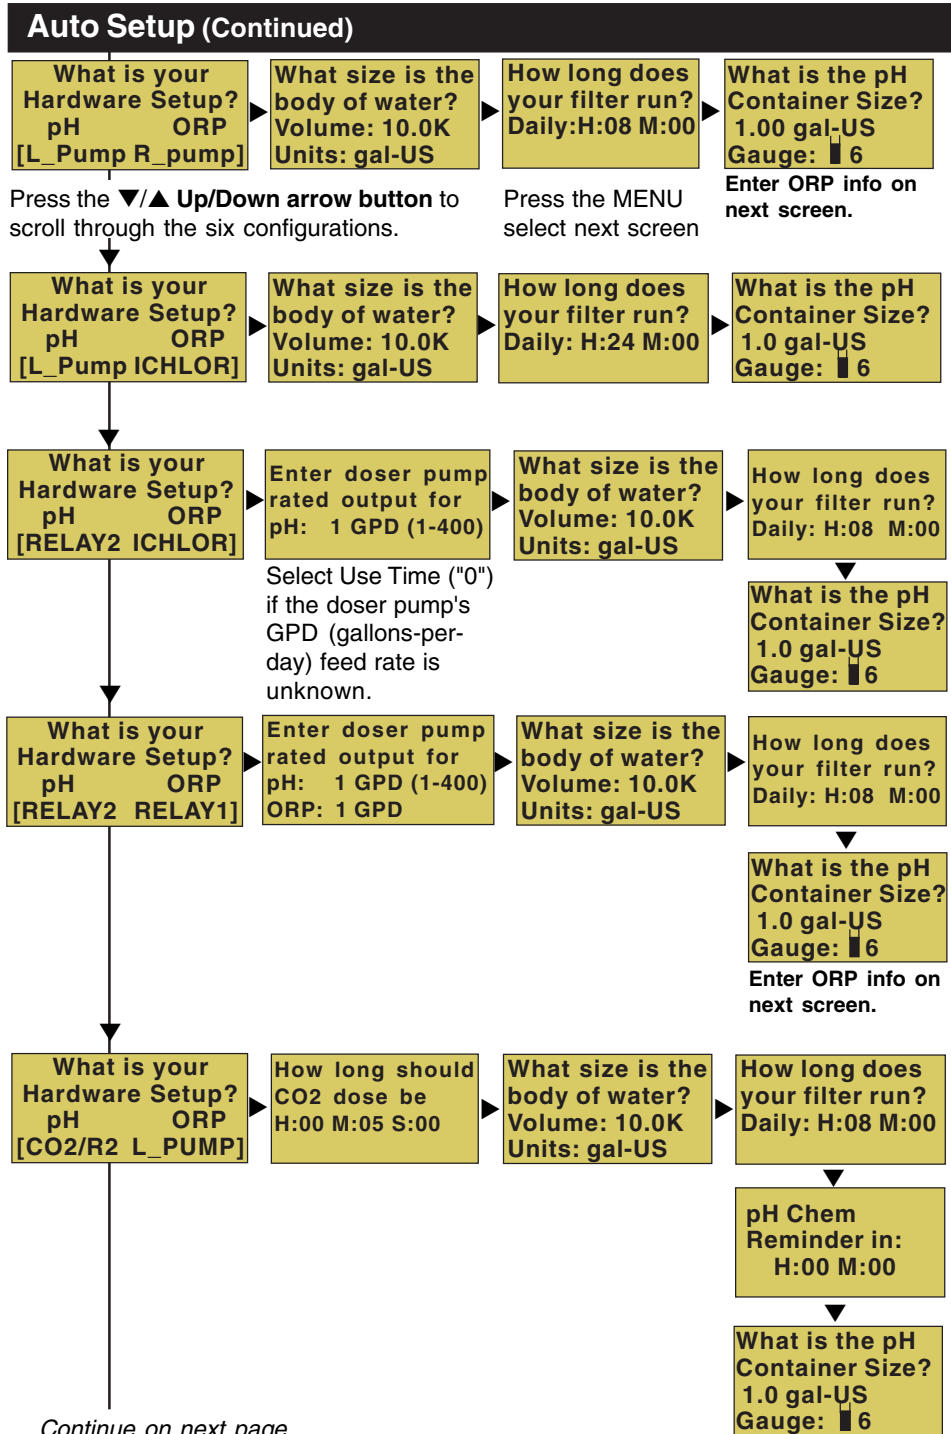 Auto Setup (Continued)
What is your
Hardware Setup?
pH ORP
[L_Pump R_pump]
What size is the
body of water?
Volume: 10.0K
Units: gal-US
How long does
your filter run?
Daily:H:08 M:00
What is the pH
Container Size?
1.00 gal-US
Gauge: 6
Enter ORP info on
next screen.
Press the ▼/▲ Up/Down arrow button to
scroll through the six configurations.
Press the MENU
select next screen
What is your
Hardware Setup?
pH ORP
[L_Pump ICHLOR]
What size is the
body of water?
Volume: 10.0K
Units: gal-US
How long does
your filter run?
Daily: H:24 M:00
What is the pH
Container Size?
1.0 gal-US
Gauge: 6
What is your
Hardware Setup?
pH ORP
[RELAY2 ICHLOR]
Enter doser pump
rated output for
pH: 1 GPD (1-400)
Select Use Time ("0")
if the doser pump's
GPD (gallons-per-
day) feed rate is
unknown.
What size is the
body of water?
Volume: 10.0K
Units: gal-US
How long does
your filter run?
Daily: H:08 M:00
What is the pH
Container Size?
1.0 gal-US
Gauge: 6
What is your
Hardware Setup?
pH ORP
[RELAY2 RELAY1]
Enter doser pump
rated output for
pH: 1 GPD (1-400)
ORP: 1 GPD
What size is the
body of water?
Volume: 10.0K
Units: gal-US
How long does
your filter run?
Daily: H:08 M:00
What is the pH
Container Size?
1.0 gal-US
Gauge: 6
Enter ORP info on
next screen.
What is your
Hardware Setup?
pH ORP
[CO2/R2 L_PUMP]
How long should
CO2 dose be
H:00 M:05 S:00
What size is the
body of water?
Volume: 10.0K
Units: gal-US
How long does
your filter run?
Daily: H:08 M:00
pH Chem
Reminder in:
H:00 M:00
What is the pH
Container Size?
1.0 gal-US
Gauge: 6
Continue on next page